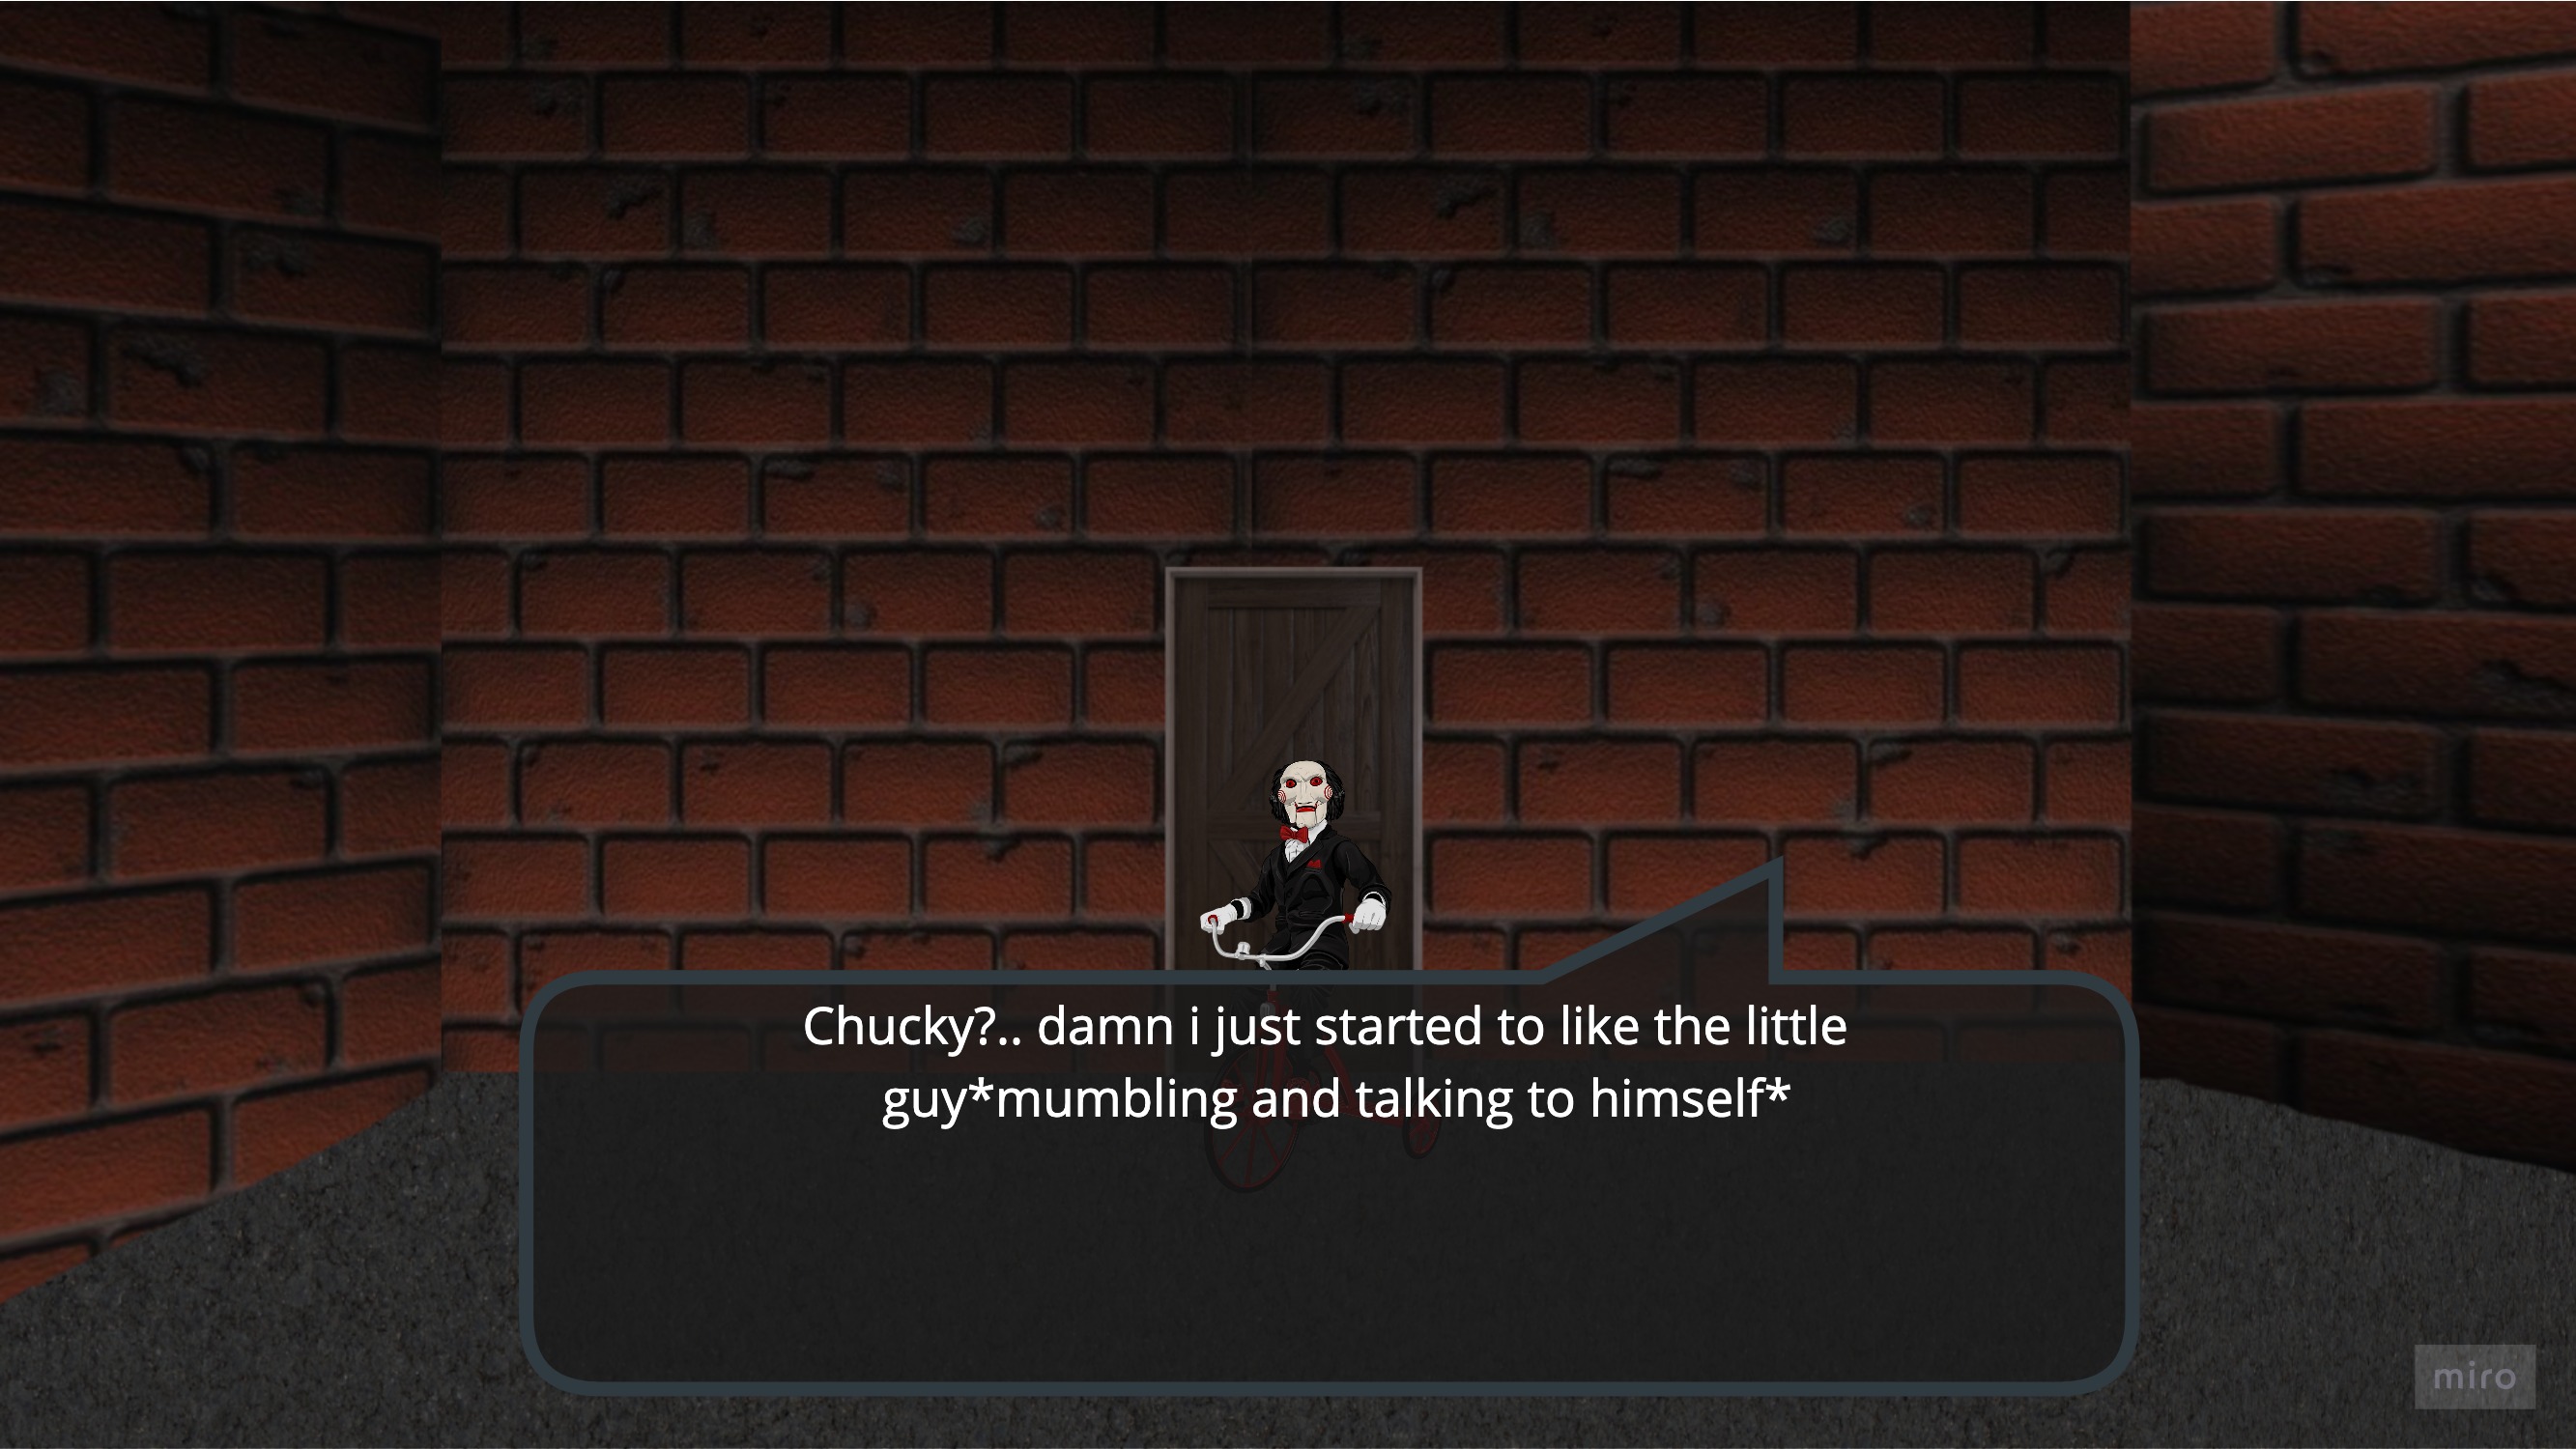 Chucky?.. damn i just started to like the little
guy*mumbling and talking to himself*
miro